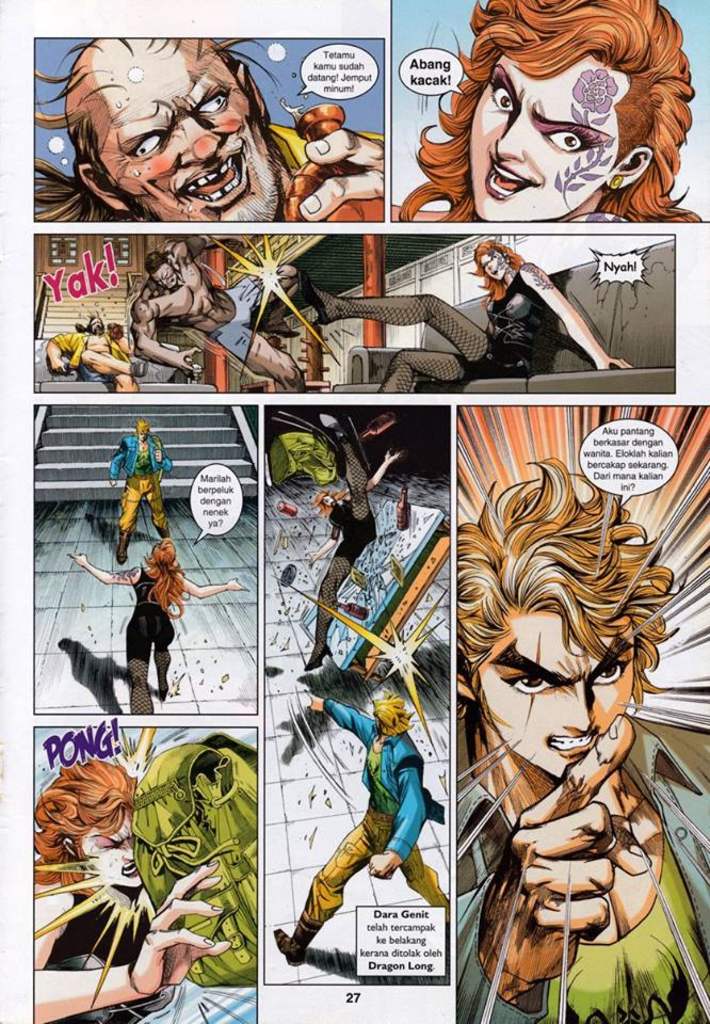 Tetamu
kamu sudah
datang! Jemput
minum!
Abang
kacak!
Yak!
Nyah!
Marilah
berpeluk
dengan
nenek
ya?
Aku pantang
berkasar dengan
wanita. Eloklah
bercakap sekarang.
Dari mana kalian
ini?
PONG!
Dara Genit
telah tercampak
ke belakang
kerana ditolak oleh
Dragon Long.
27